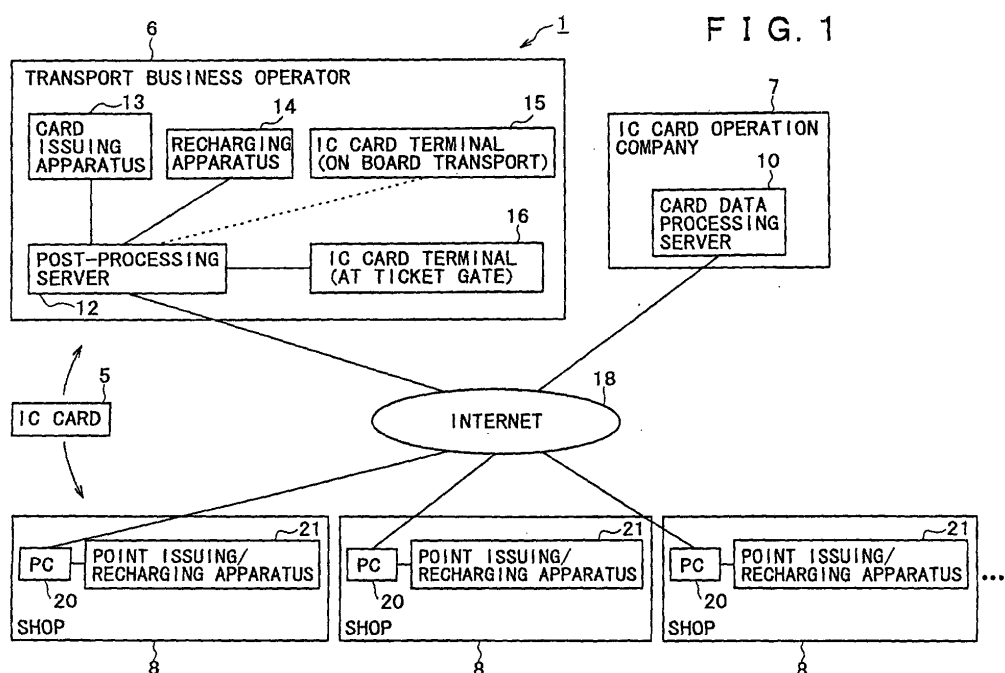 FIG. 1
1
6
TRANSPORT BUSINESS OPERATOR
13
CARD
ISSUING
APPARATUS
14
RECHARGING
APPARATUS
15
IC CARD TERMINAL
(ON BOARD TRANSPORT)
16
IC CARD TERMINAL
(AT TICKET GATE)
POST-PROCESSING
SERVER
12
7
IC CARD OPERATION
COMPANY
10
CARD DATA
PROCESSING
SERVER
5
IC CARD
18
INTERNET
21
PC
POINT ISSUING/
RECHARGING APPARATUS
20
SHOP
8
21
PC
POINT ISSUING/
RECHARGING APPARATUS
20
SHOP
8
21
PC
POINT ISSUING/
RECHARGING APPARATUS
...
20
SHOP
8